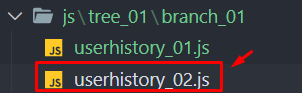 js\tree_01\branch_01
JS userhistory_01.js
JS userhistory_02.js